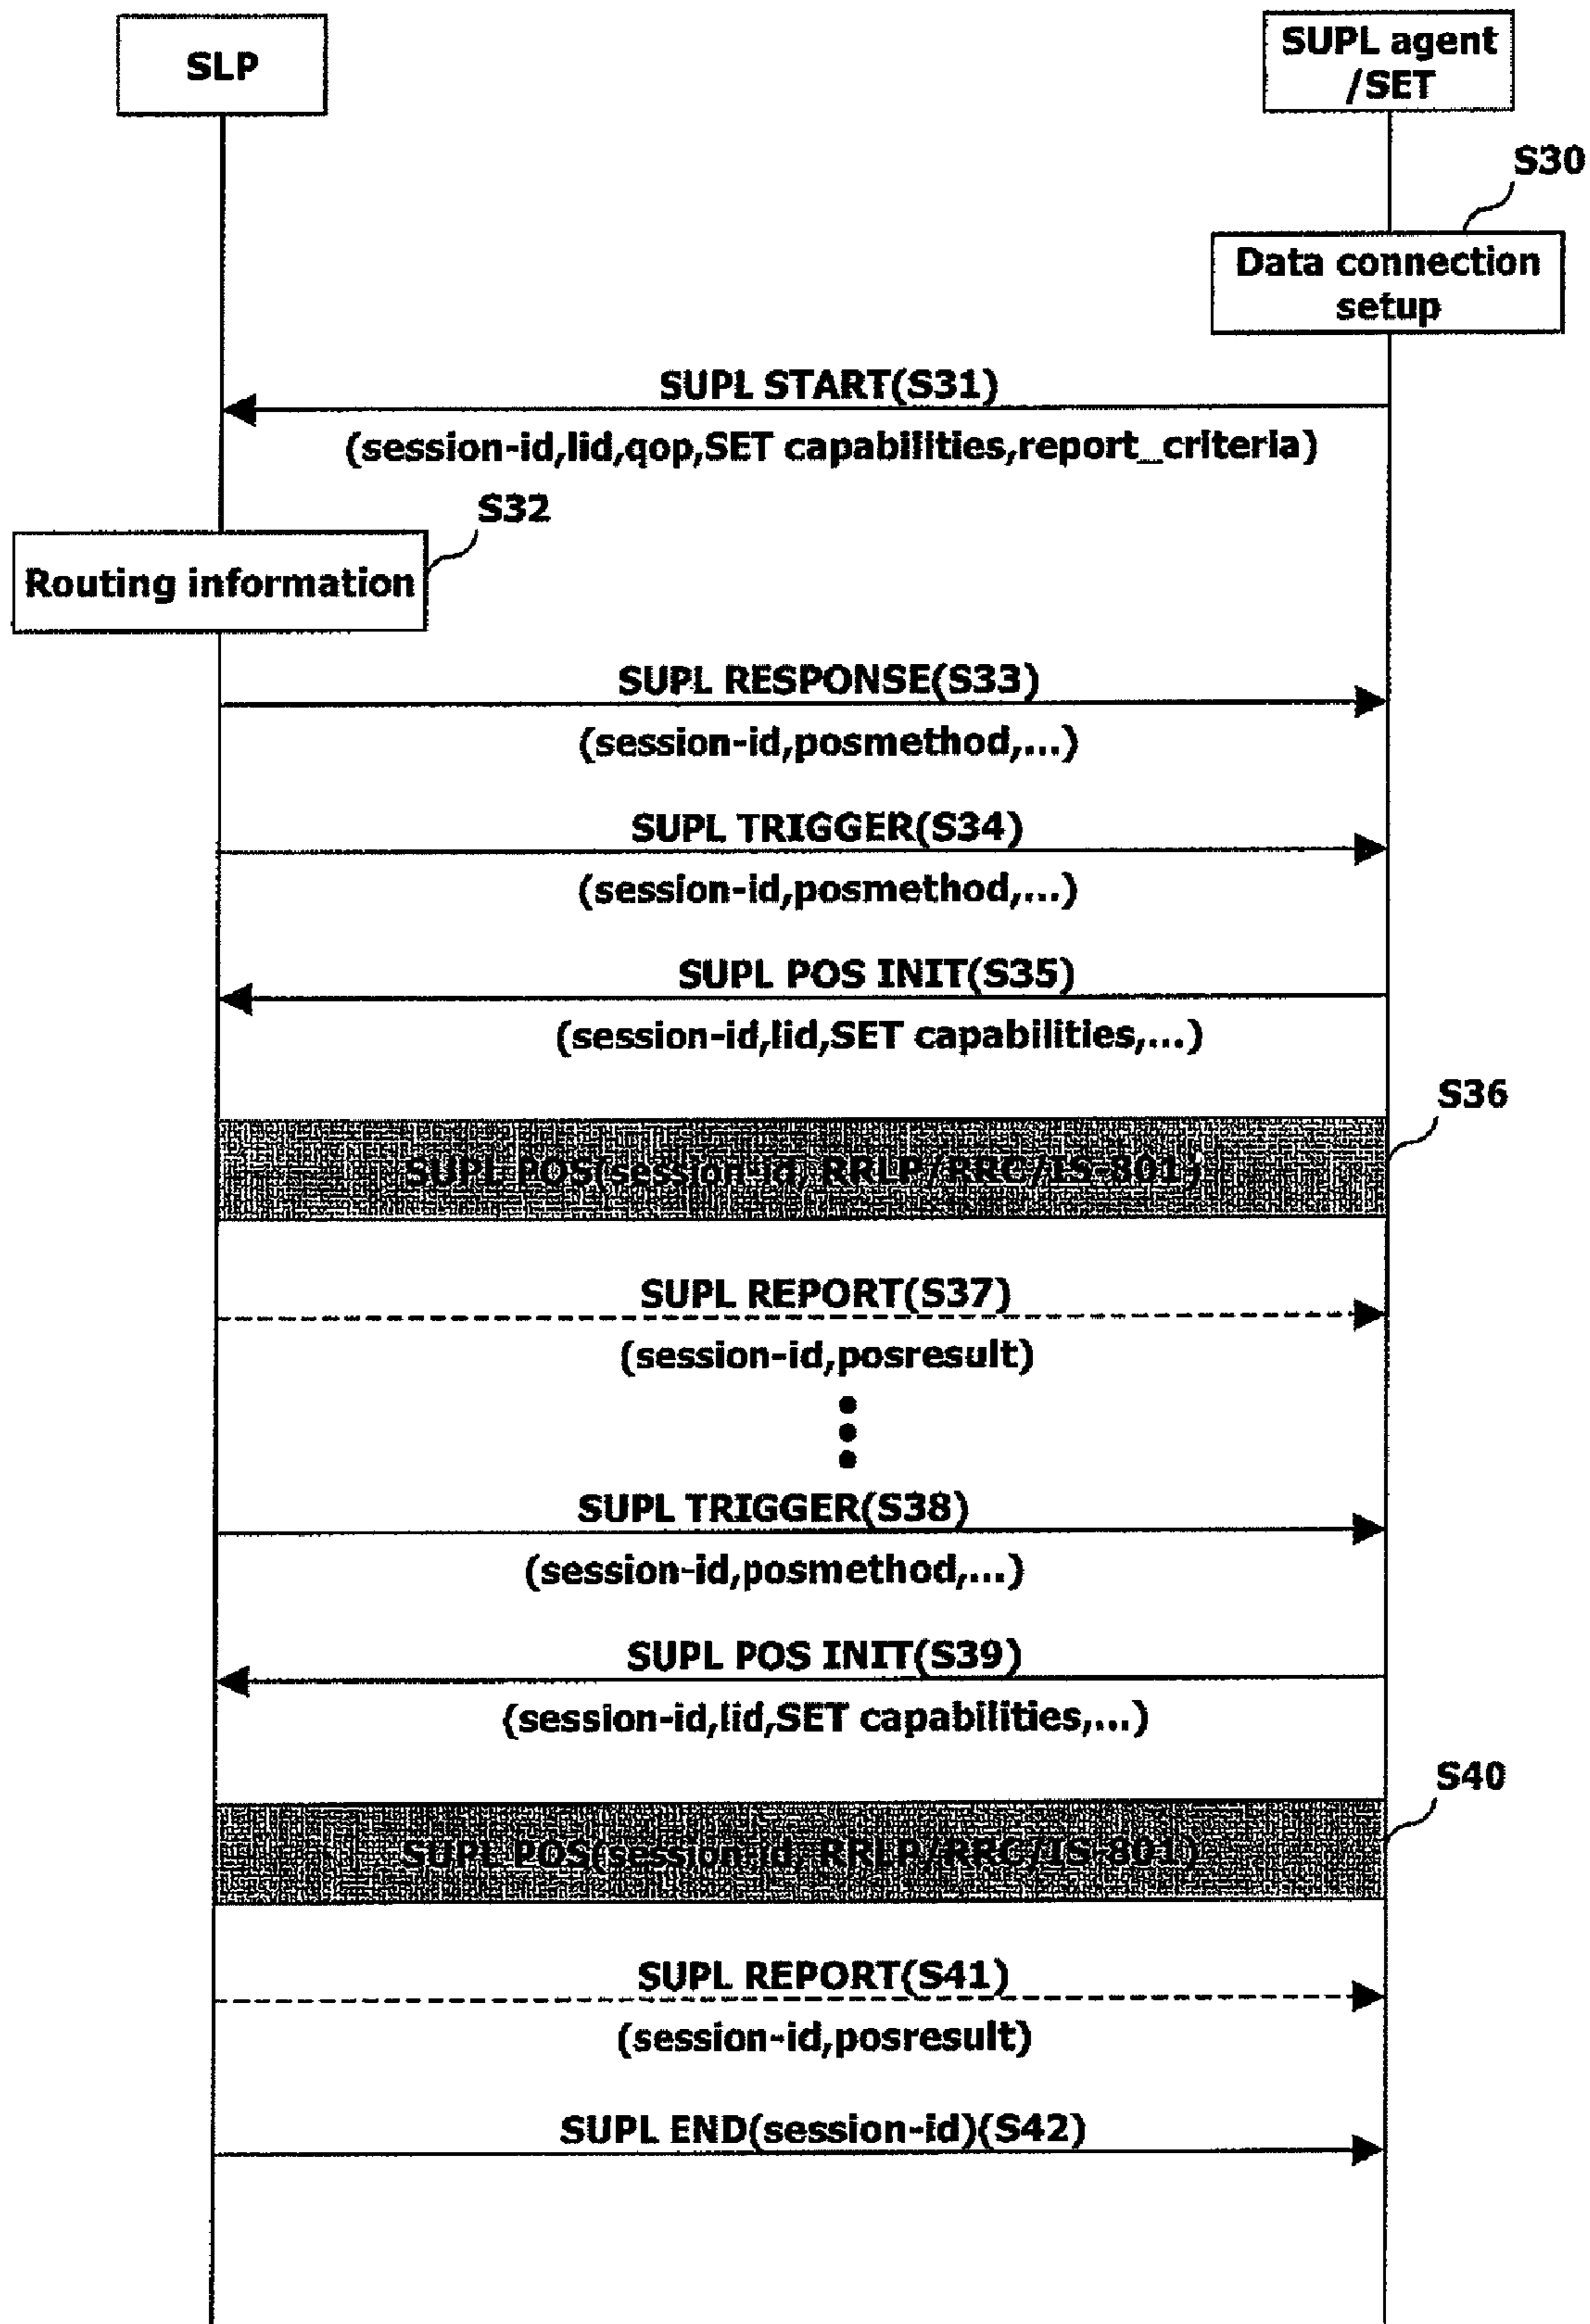 SLP
SUPL agent
/SET
S30
Data connection
setup
SUPL START(S31)
(session-id,lid,qop,SET capabilities,report_criteria)
S32
Routing information
SUPL RESPONSE(S33)
(session-id,posmethod,...)
SUPL TRIGGER(S34)
(session-id,posmethod,...)
SUPL POS INIT(S35)
(session-id,lid,SET capabilities,...)
S36
SUPL POS(session-id, RRLP/RRC/IS-801)
SUPL REPORT(S37)
(session-id,posresult)
SUPL TRIGGER(S38)
(session-id,posmethod,...)
SUPL POS INIT(S39)
(session-id,lid,SET capabilities,...)
S40
SUPL POS(session-id, RRLP/RRC/IS-801)
SUPL REPORT(S41)
(session-id,posresult)
SUPL END(session-id)(S42)